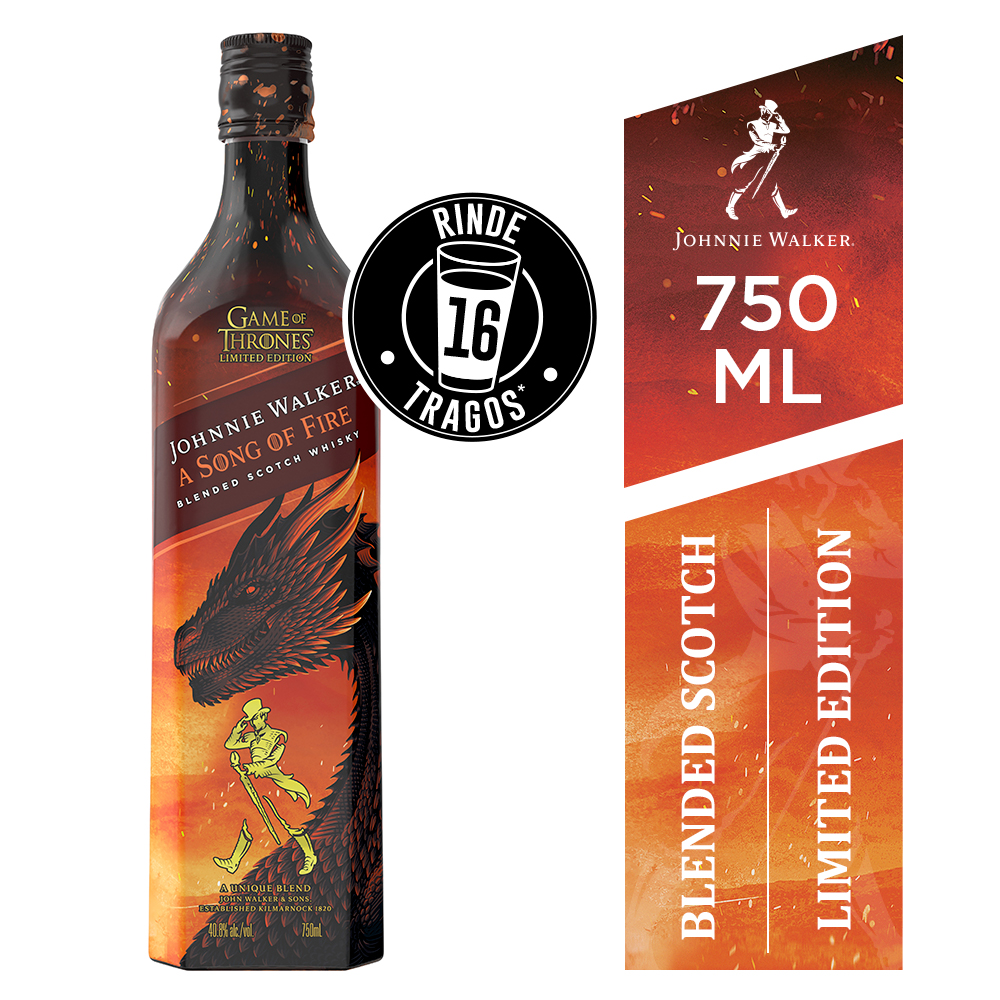 GAME OF
THRONES
LIMITED EDITION
JOHNNIE WALKER.
A SONG OF FIRE
BLENDED SCOTCH WHISKY
A UNIQUE BLEND
JOHN WALKER & SONS.
ESTABLISHED KILMARNOCK 1820
40.8% alc./vol. 750mL
RINDE
16
TRAGOS*
JOHNNIE WALKER.
750
ML
BLENDED SCOTCH
LIMITED EDITION